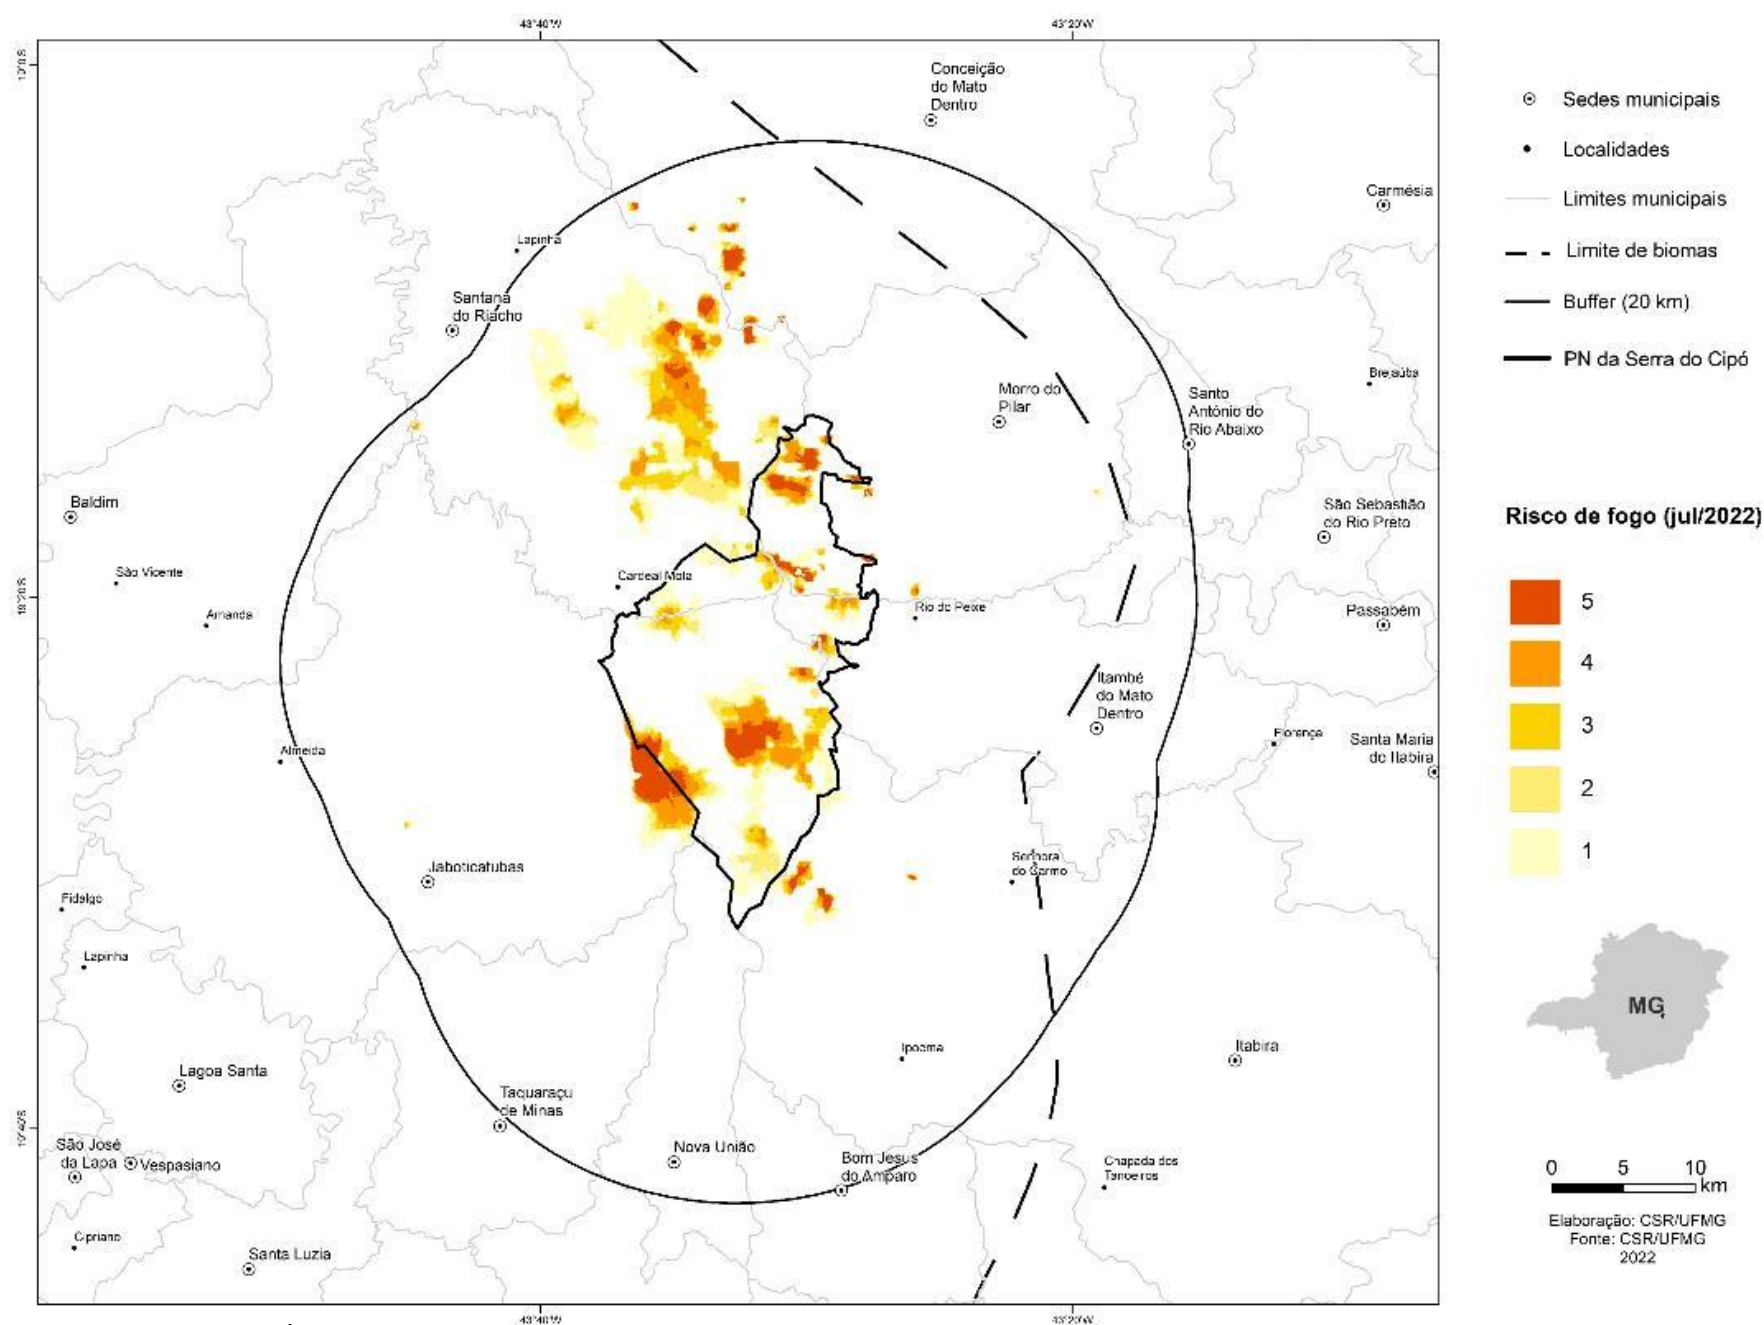 43°40'W
43°20'W
Conceição
do Mato
Dentro
Carmésia
Lapinha
Santana
do Riacho
Brejaúba
Morro do
Pilar
Santo
Antônio do
Rio Abaixo
Baldim
São Sebastião
do Rio Preto
São Vicente
Cardeal Mota
Amanda
Rio do Peixe
Passabém
Itambé
do Mato
Dentro
Florença
Santa Maria
do Itabira
Almeida
Senhora
do Carmo
Jaboticatubas
Fidalgo
Lapinha
Ipoema
Itabira
Lagoa Santa
Taquaraçu
de Minas
São José
da Lapa
Vespasiano
Nova União
Bom Jesus
do Amparo
Chapada dos
Tanoeiros
Cipriano
Santa Luzia
19°20'S
19°40'S
43°40'W
43°20'W
Sedes municipais
Localidades
Limites municipais
Limite de biomas
Buffer (20 km)
PN da Serra do Cipó
Risco de fogo (jul/2022)
5
4
3
2
1
MG
0 5 10
km
Elaboração: CSR/UFMG
Fonte: CSR/UFMG
2022